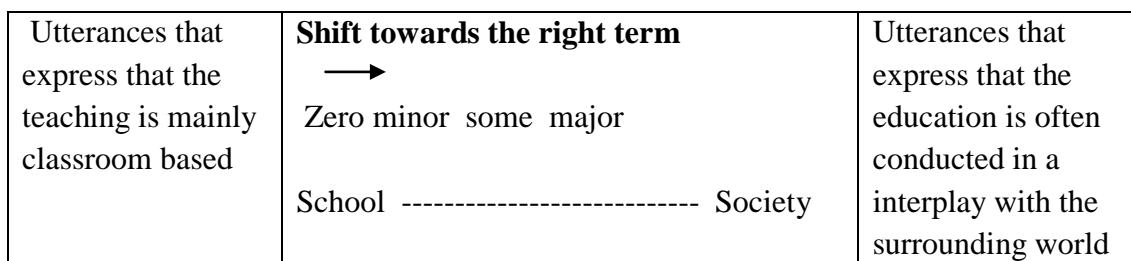 Utterances that
express that the
teaching is mainly
classroom based
Shift towards the right term
Zero minor some major
School --------------------------- Society
Utterances that
express that the
education is often
conducted in a
interplay with the
surrounding world